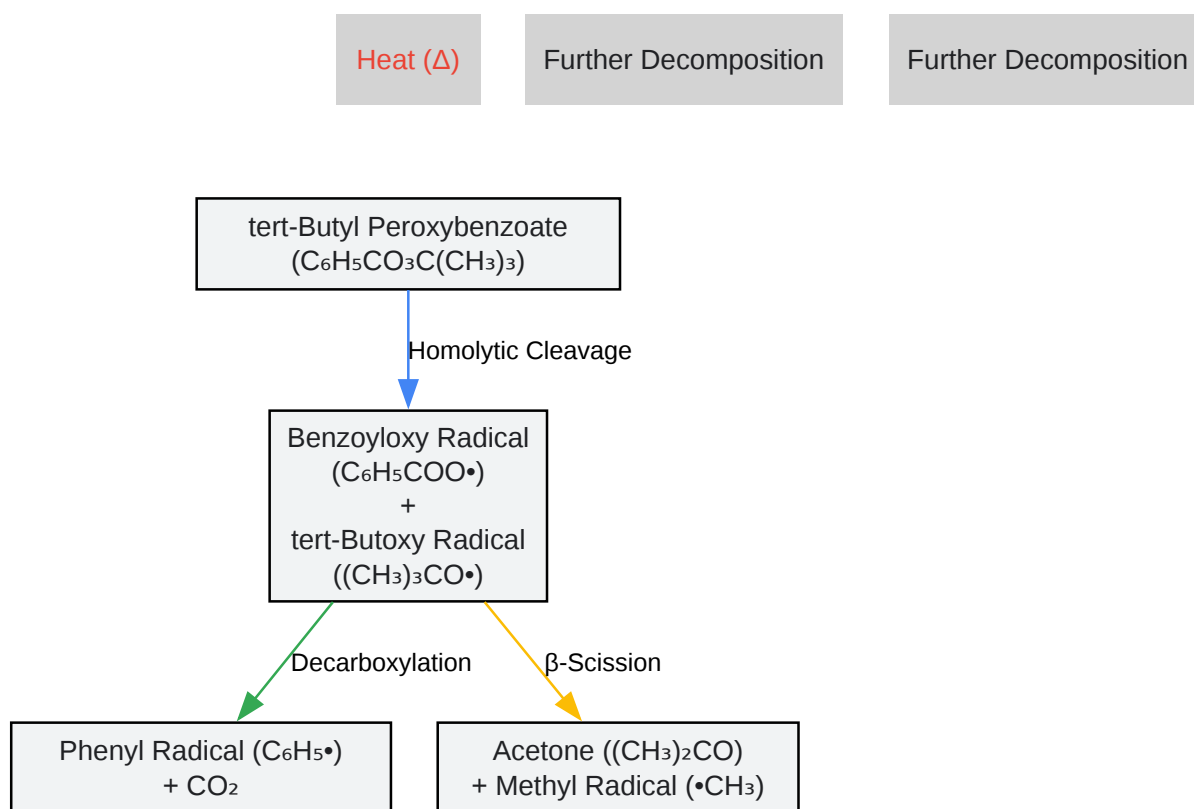 Heat (Δ)
Further Decomposition
Further Decomposition
tert-Butyl Peroxybenzoate
(C₆H₅CO₃C(CH₃)₃)
Homolytic Cleavage
Benzoyloxy Radical
(C₆H₅COO•)
+
tert-Butoxy Radical
((CH₃)₃CO•)
Decarboxylation
β-Scission
Phenyl Radical (C₆H₅•)
+ CO₂
Acetone ((CH₃)₂CO)
+ Methyl Radical (•CH₃)